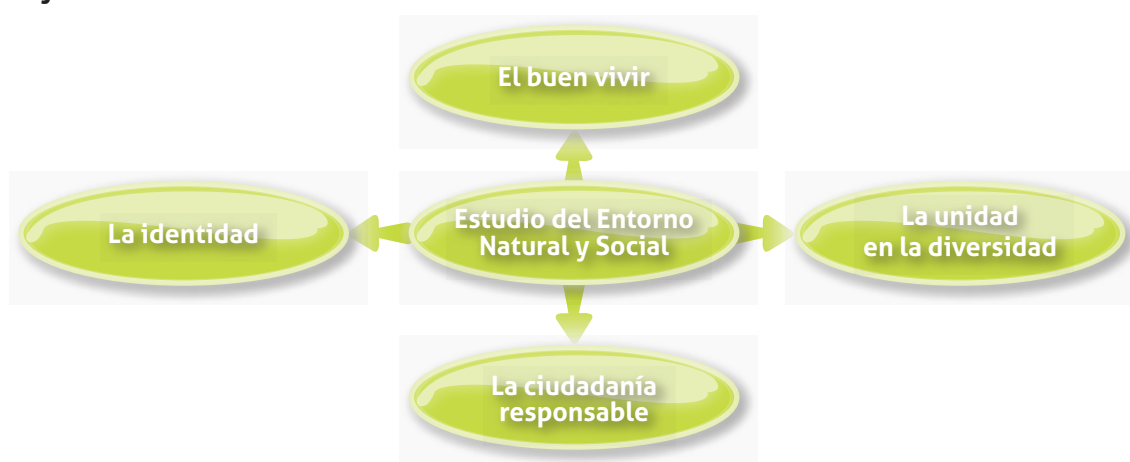 El buen vivir
La identidad
Estudio del Entorno
Natural y Social
La unidad
en la diversidad
La ciudadanía
responsable